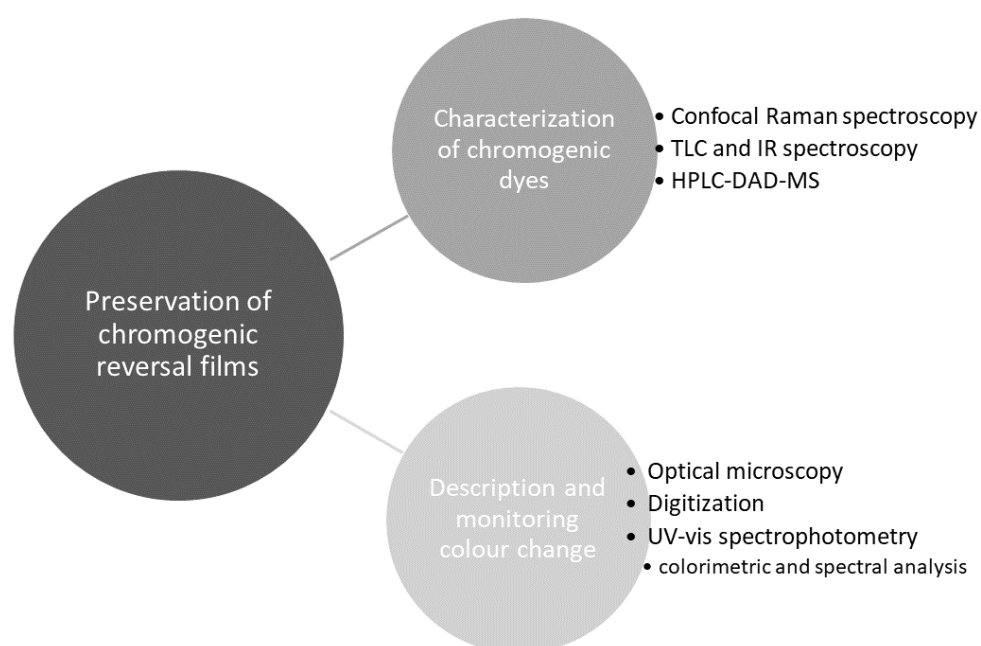 Preservation of
chromogenic
reversal films
Characterization
of chromogenic
dyes
• Confocal Raman spectroscopy
• TLC and IR spectroscopy
• HPLC-DAD-MS
Description and
monitoring
colour change
• Optical microscopy
• Digitization
• UV-vis spectrophotometry
• colorimetric and spectral analysis